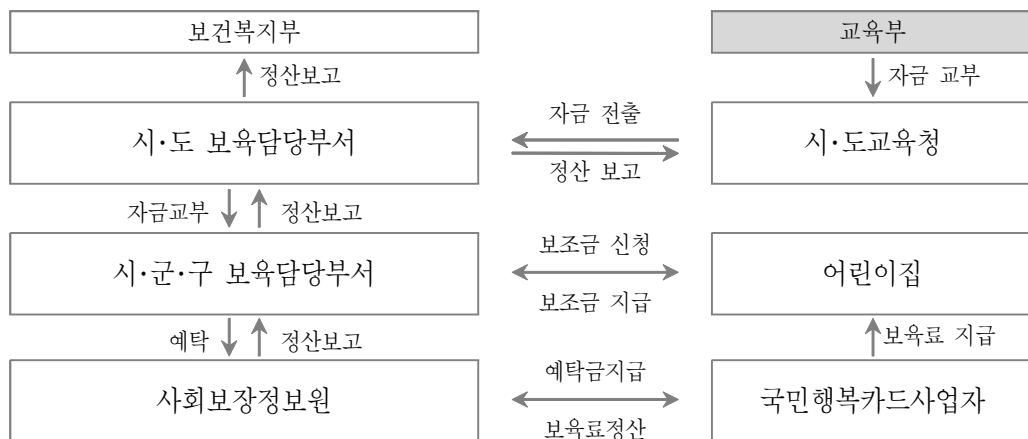 보건복지부
교육부
정산보고
자금 교부
시·도 보육담당부서
자금 전출
정산 보고
시·도교육청
자금교부
정산보고
시·군·구 보육담당부서
보조금 신청
보조금 지급
어린이집
예탁
정산보고
보육료 지급
사회보장정보원
예탁금지급
보육료정산
국민행복카드사업자